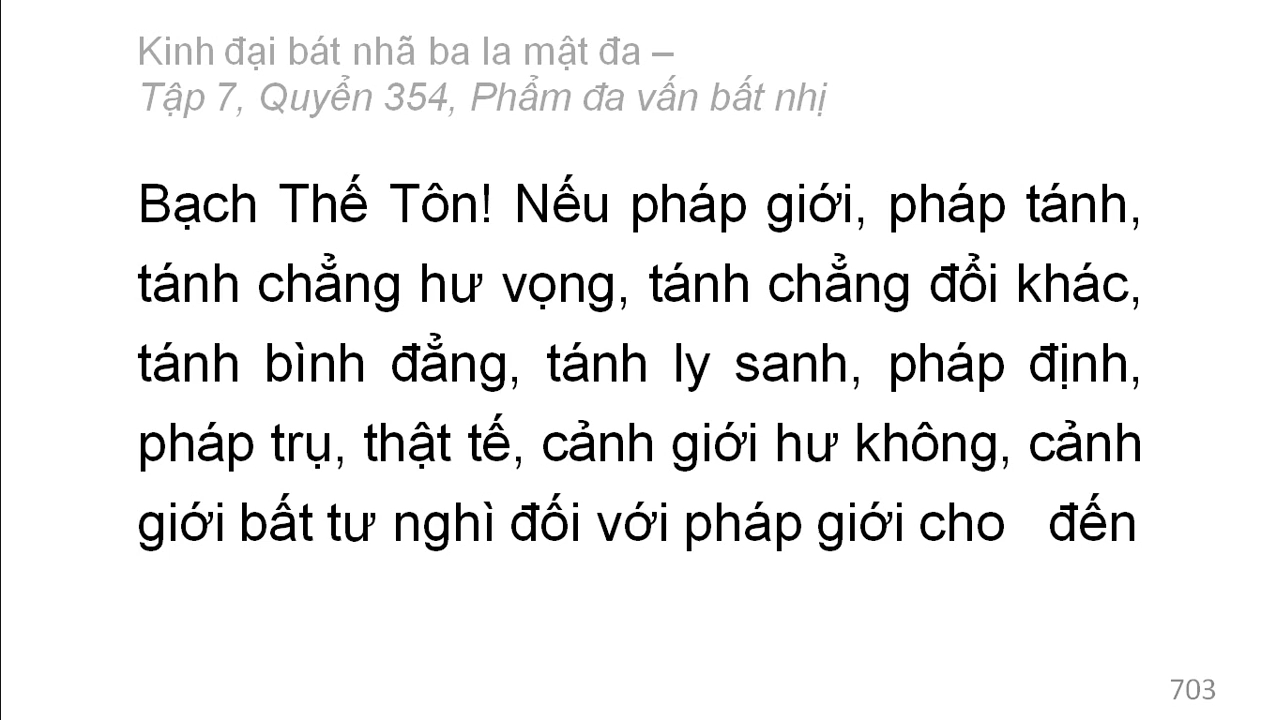 Kinh đại bát nhã ba la mật đa –
Tập 7, Quyển 354, Phẩm đa vấn bất nhị
Bạch Thế Tôn! Nếu pháp giới, pháp tánh,
tánh chẳng hư vọng, tánh chẳng đổi khác,
tánh bình đẳng, tánh ly sanh, pháp định,
pháp trụ, thật tế, cảnh giới hư không, cảnh
giới bất tư nghì đối với pháp giới cho đến
703